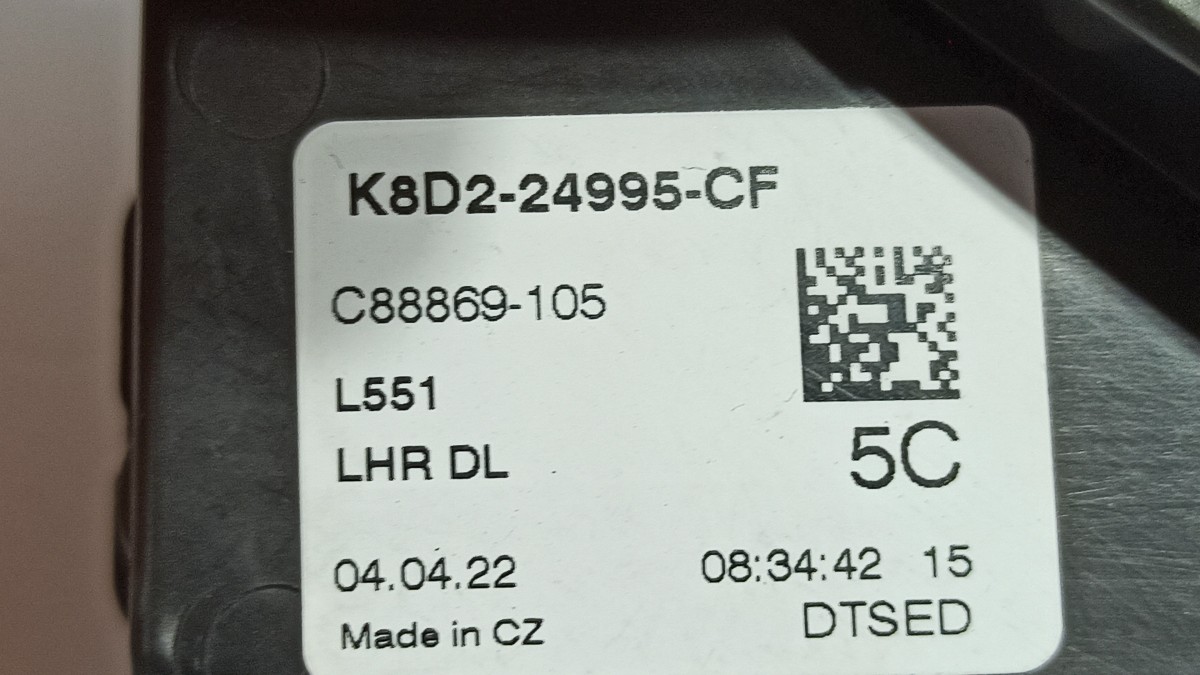 K8D2-24995-CF
C88869-105
L551
LHR DL
5C
04.04.22 08:34:42 15
Made in CZ DTSED